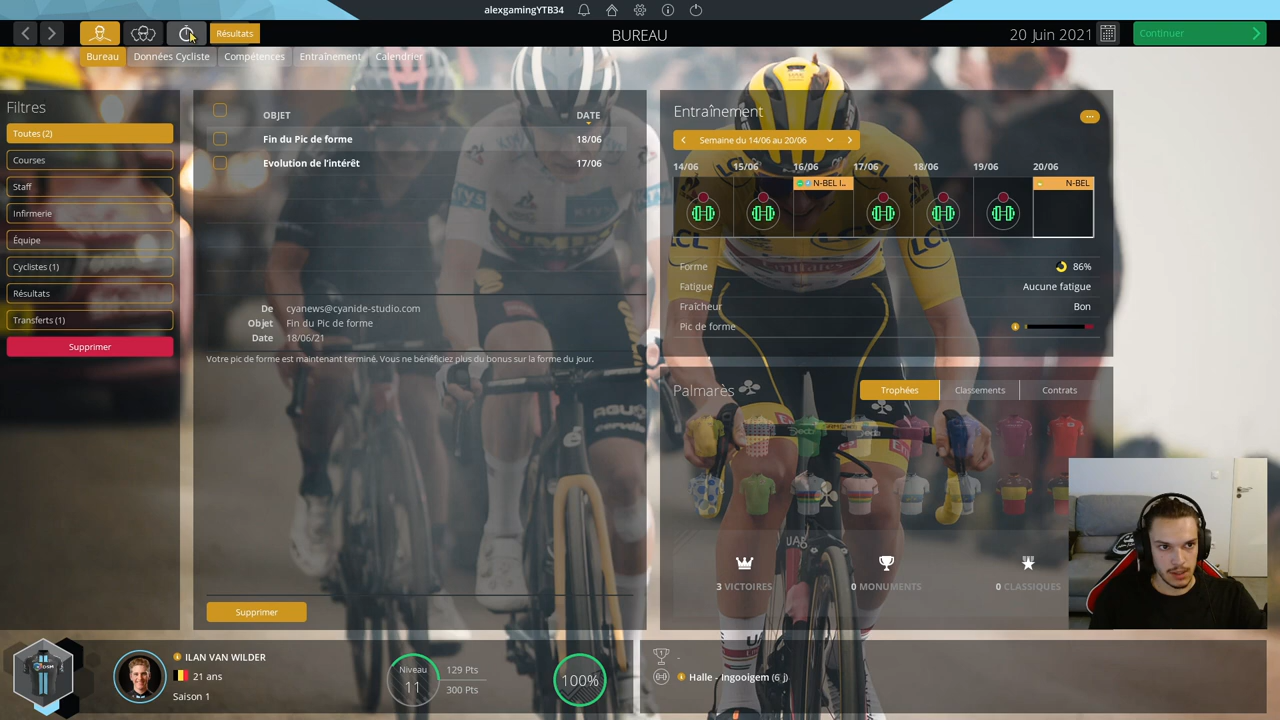 alexgamingYTB34
Résultats
BUREAU
20 Juin 2021
Continuer
Bureau
Données Cycliste
Compétences
Entraînement
Calendrier
Filtres
Toutes (2)
Courses
Staff
Infirmerie
Équipe
Cyclistes (1)
Résultats
Transferts (1)
Supprimer
OBJET DATE
Fin du Pic de forme 18/06
Evolution de l'intérêt 17/06
De cyanews@cyanide-studio.com
Objet Fin du Pic de forme
Date 18/06/21
Votre pic de forme est maintenant terminé. Vous ne bénéficiez plus du bonus sur la forme du jour.
Supprimer
Entraînement
...
Semaine du 14/06 au 20/06
14/06 15/06 16/06 17/06 18/06 19/06 20/06
N-BEL I... N-BEL
Forme 86%
Fatigue Aucune fatigue
Fraîcheur Bon
Pic de forme
Palmarès
Trophées Classements Contrats
3 VICTOIRES
0 MONUMENTS
0 CLASSIQUES
ILAN VAN WILDER
21 ans
Saison 1
Niveau
11
129 Pts
300 Pts
100%
-
Halle - Ingooigem (6 j)
LCL
LCL
KRYS
AGU
UAE
DSM